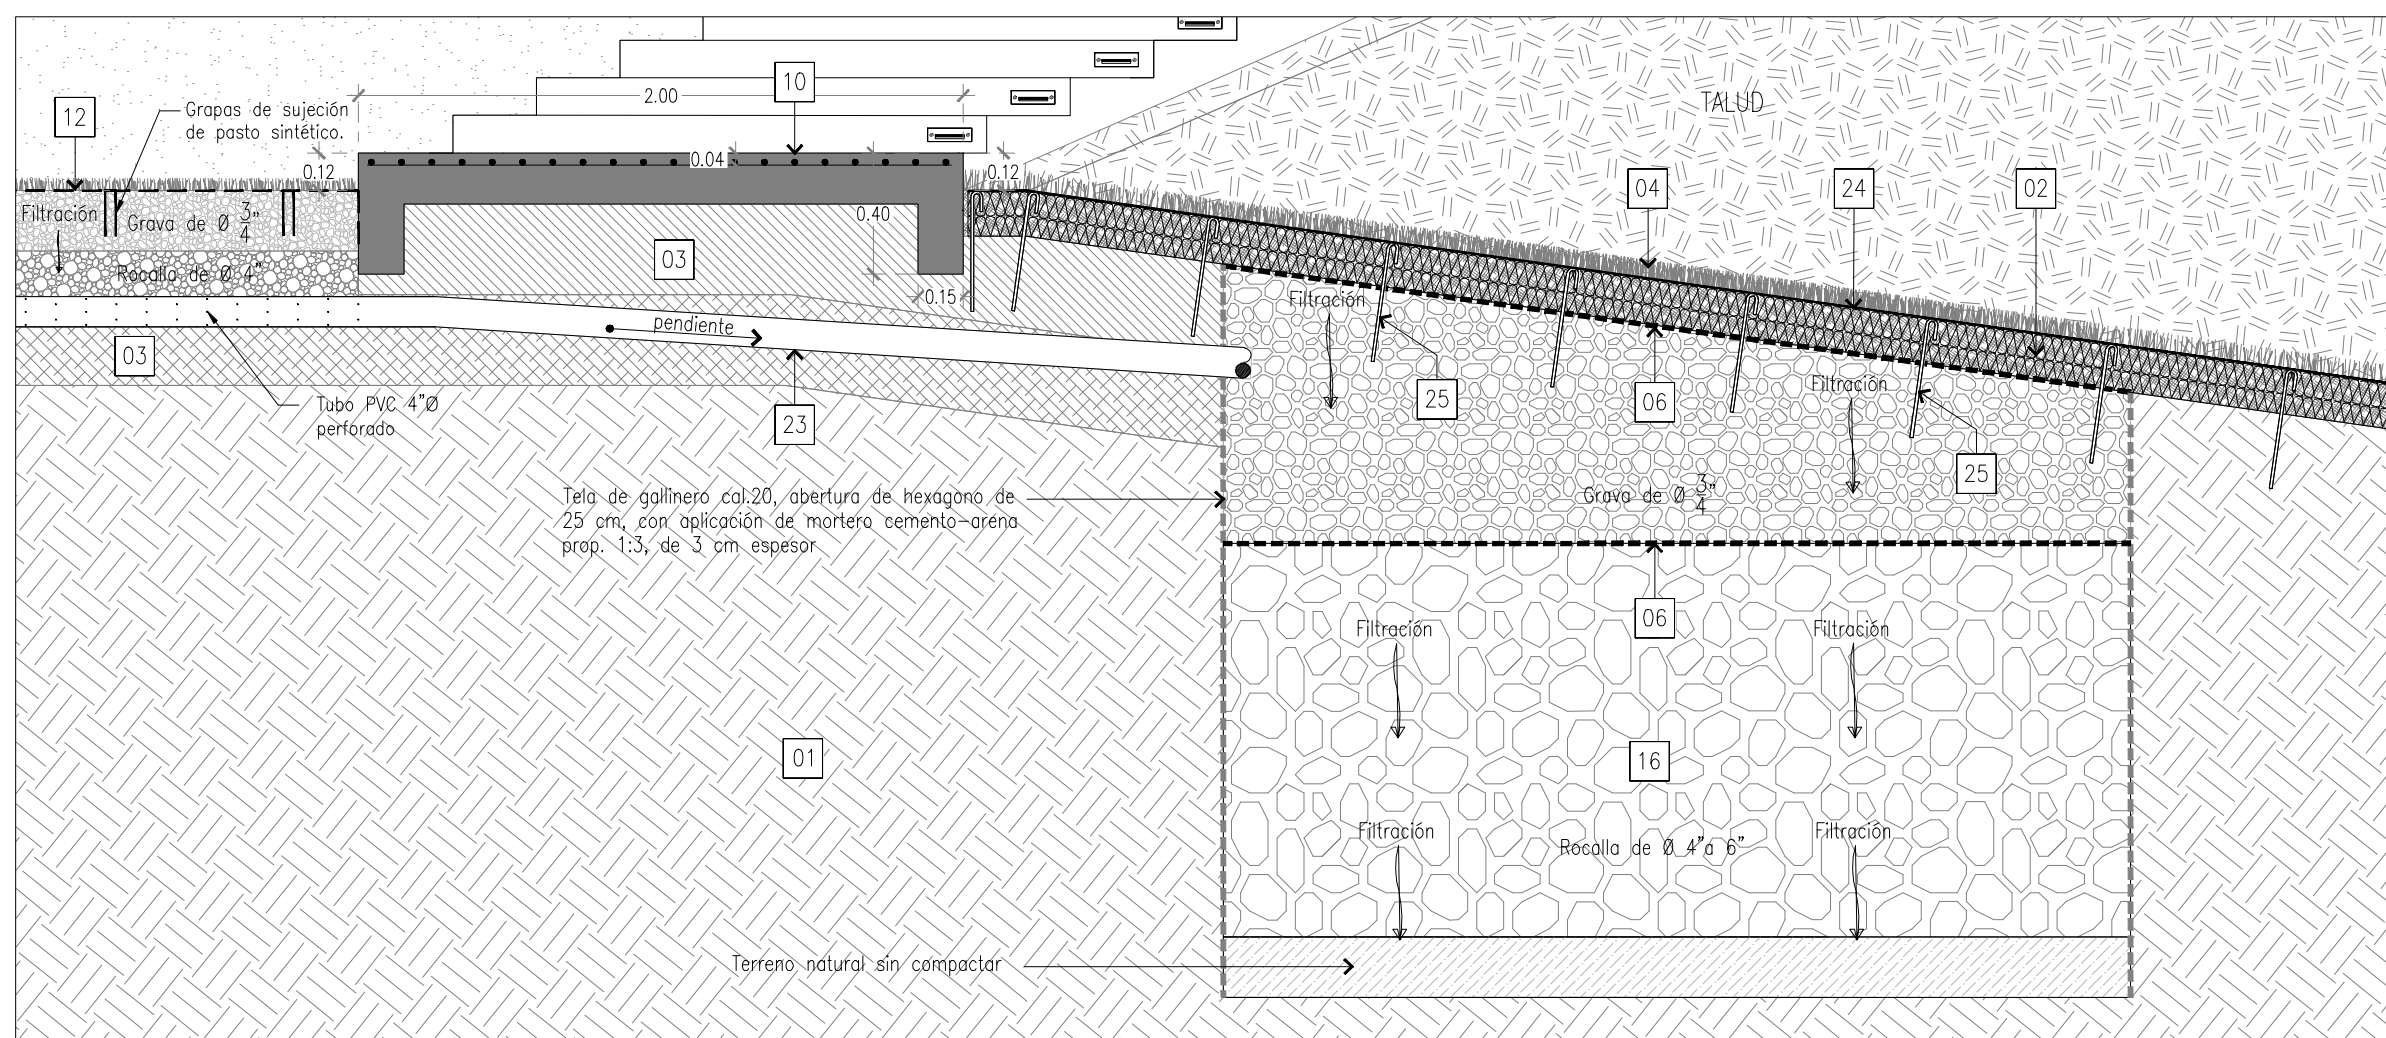 10
2.00
TALUD
12
Grapas de sujeción
de pasto sintético.
0.04
0.12
0.12
04
24
02
Filtración
Grava de Ø 3/4"
0.40
03
Rocalla de Ø 4"
0.15
Filtración
pendiente
03
Filtración
Tubo PVC 4"Ø
perforado
23
25
06
25
Tela de gallinero cal.20, abertura de hexagono de
25 cm, con aplicación de mortero cemento-arena
prop. 1:3, de 3 cm espesor
Grava de Ø 3/4"
06
Filtración
Filtración
01
16
Filtración
Filtración
Rocalla de Ø 4"a 6"
Terreno natural sin compactar